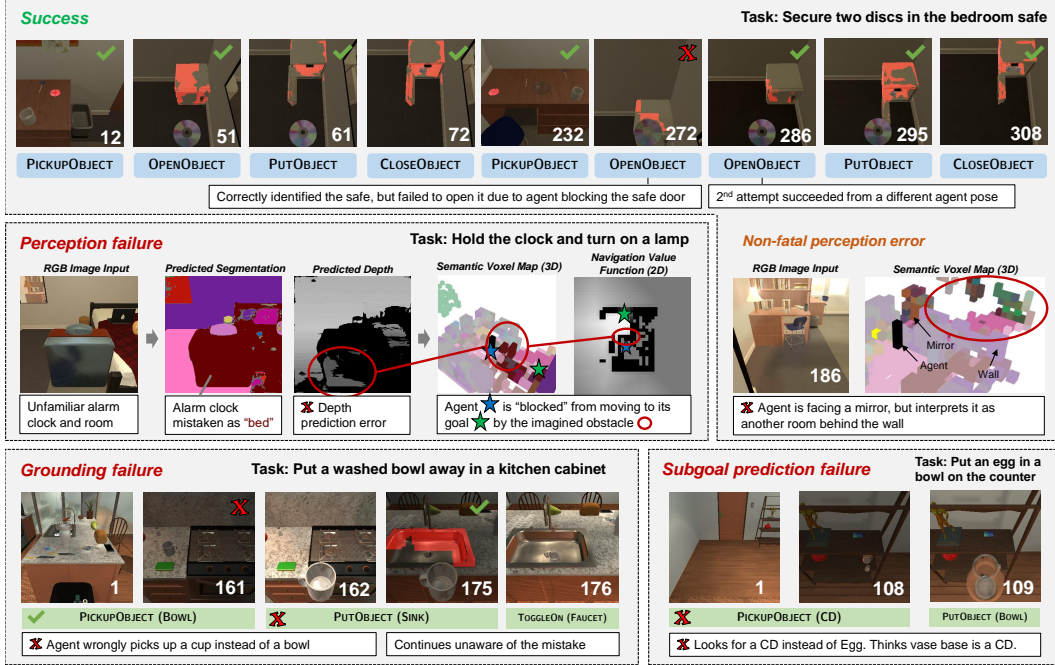 Success
Task: Secure two discs in the bedroom safe
12
51
61
72
232
272
286
295
308
PICKUPOBJECT
OPENOBJECT
PUTOBJECT
CLOSEOBJECT
PICKUPOBJECT
OPENOBJECT
OPENOBJECT
PUTOBJECT
CLOSEOBJECT
Correctly identified the safe, but failed to open it due to agent blocking the safe door
2nd attempt succeeded from a different agent pose
Perception failure
Task: Hold the clock and turn on a lamp
RGB Image Input
Predicted Segmentation
Predicted Depth
Semantic Voxel Map (3D)
Navigation Value
Function (2D)
Unfamiliar alarm
clock and room
Alarm clock
mistaken as “bed”
X Depth
prediction error
Agent is “blocked” from moving to its
goal by the imagined obstacle
Non-fatal perception error
RGB Image Input
Semantic Voxel Map (3D)
186
Mirror
Agent
Wall
X Agent is facing a mirror, but interprets it as
another room behind the wall
Grounding failure
Task: Put a washed bowl away in a kitchen cabinet
1
161
162
175
176
PICKUPOBJECT (BOWL)
PUTOBJECT (SINK)
TOGGLEON (FAUCET)
X Agent wrongly picks up a cup instead of a bowl
Continues unaware of the mistake
Subgoal prediction failure
Task: Put an egg in a
bowl on the counter
1
108
109
PICKUPOBJECT (CD)
PUTOBJECT (BOWL)
X Looks for a CD instead of Egg. Thinks vase base is a CD.